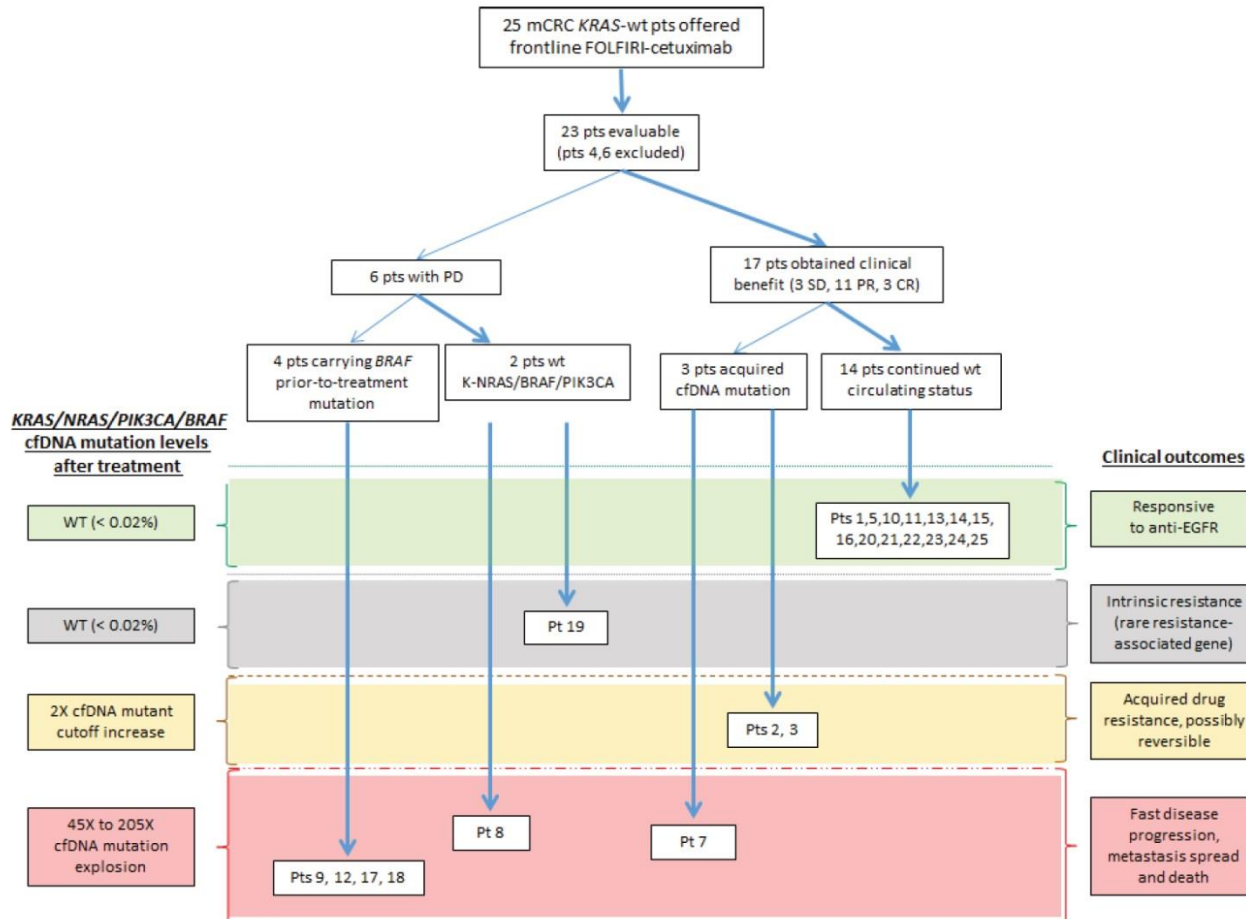 25 mCRC KRAS-wt pts offered
frontline FOLFIRI-cetuximab
23 pts evaluable
(pts 4,6 excluded)
6 pts with PD
17 pts obtained clinical
benefit (3 SD, 11 PR, 3 CR)
4 pts carrying BRAF
prior-to-treatment
mutation
2 pts wt
K-NRAS/BRAF/PIK3CA
3 pts acquired
cfDNA mutation
14 pts continued wt
circulating status
KRAS/NRAS/PIK3CA/BRAF
cfDNA mutation levels
after treatment
Clinical outcomes
WT (< 0.02%)
Pts 1,5,10,11,13,14,15,
16,20,21,22,23,24,25
Responsive
to anti-EGFR
WT (< 0.02%)
Pt 19
Intrinsic resistance
(rare resistance-
associated gene)
2X cfDNA mutant
cutoff increase
Pts 2, 3
Acquired drug
resistance, possibly
reversible
45X to 205X
cfDNA mutation
explosion
Pts 9, 12, 17, 18
Pt 8
Pt 7
Fast disease
progression,
metastasis spread
and death